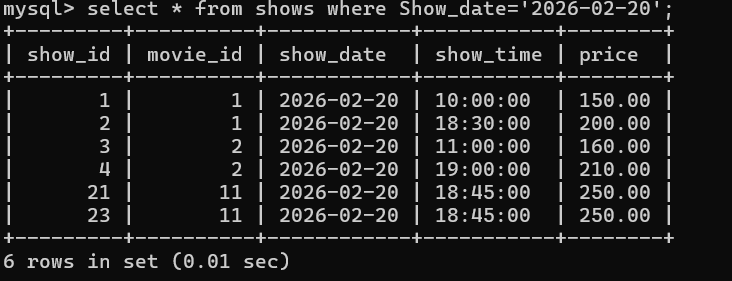 mysql> select * from shows where Show_date='2026-02-20';
+---------+----------+------------+-----------+--------+
| show_id | movie_id | show_date  | show_time | price  |
+---------+----------+------------+-----------+--------+
|       1 |        1 | 2026-02-20 | 10:00:00  | 150.00 |
|       2 |        1 | 2026-02-20 | 18:30:00  | 200.00 |
|       3 |        2 | 2026-02-20 | 11:00:00  | 160.00 |
|       4 |        2 | 2026-02-20 | 19:00:00  | 210.00 |
|      21 |       11 | 2026-02-20 | 18:45:00  | 250.00 |
|      23 |       11 | 2026-02-20 | 18:45:00  | 250.00 |
+---------+----------+------------+-----------+--------+
6 rows in set (0.01 sec)